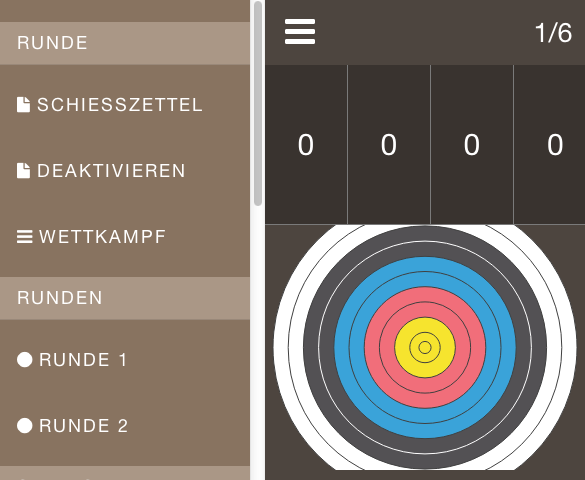 RUNDE
SCHIESSZETTEL
DEAKTIVIEREN
WETTKAMPF
RUNDEN
RUNDE 1
RUNDE 2
1/6
0 0 0 0